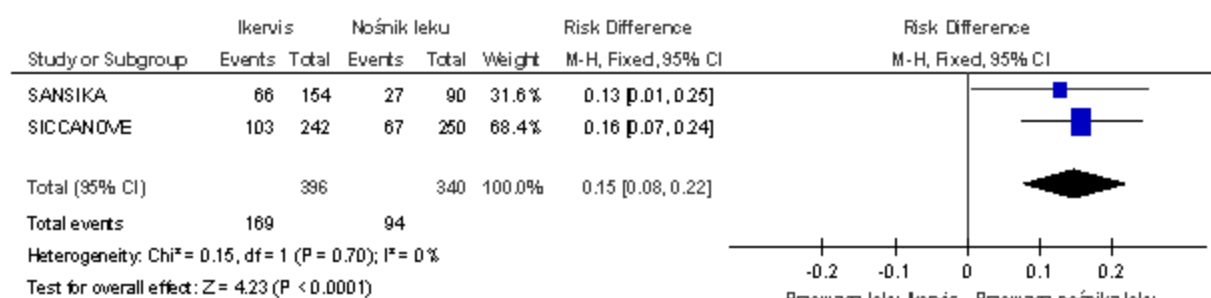 Ikervis Nośnik leku Risk Difference Risk Difference
Study or Subgroup Events Total Events Total Weight M-H, Fixed, 95% CI M-H, Fixed, 95% CI
SANSIKA 66 154 27 90 31.6% 0.13 [0.01, 0.25]
SICCANOVE 103 242 67 250 68.4% 0.16 [0.07, 0.24]
Total (95% CI) 396 340 100.0% 0.15 [0.08, 0.22]
Total events 169 94
Heterogeneity: Chi² = 0.15, df = 1 (P = 0.70); I² = 0%
Test for overall effect: Z = 4.23 (P < 0.0001)
-0.2 -0.1 0 0.1 0.2